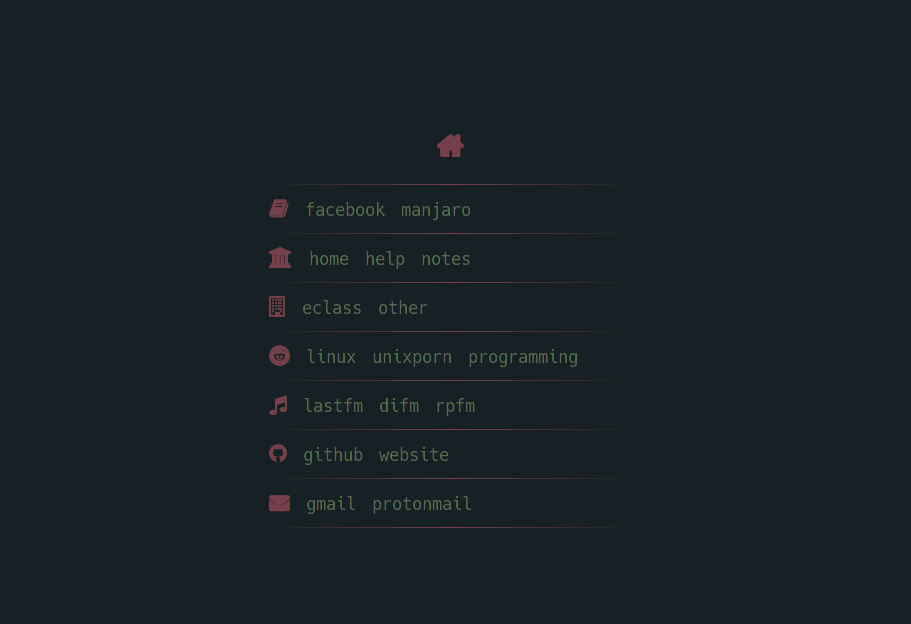 facebook manjaro
home help notes
eclass other
linux unixporn programming
lastfm difm rpfm
github website
gmail protonmail